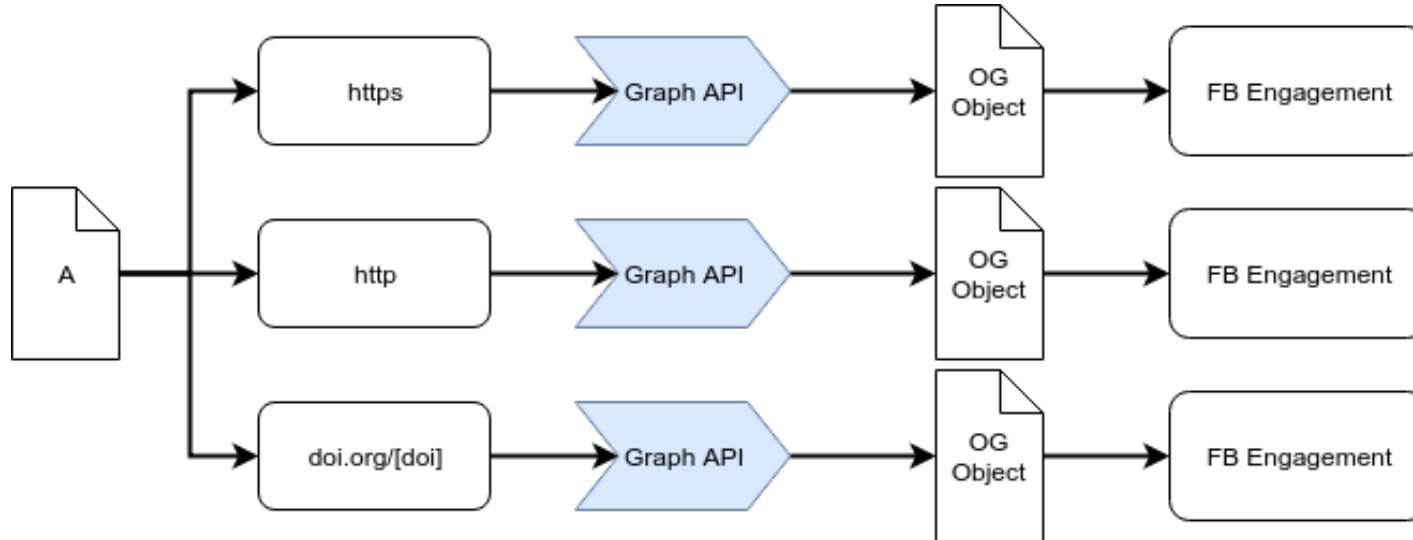 https
Graph API
OG
Object
FB Engagement
A
http
Graph API
OG
Object
FB Engagement
doi.org/[doi]
Graph API
OG
Object
FB Engagement